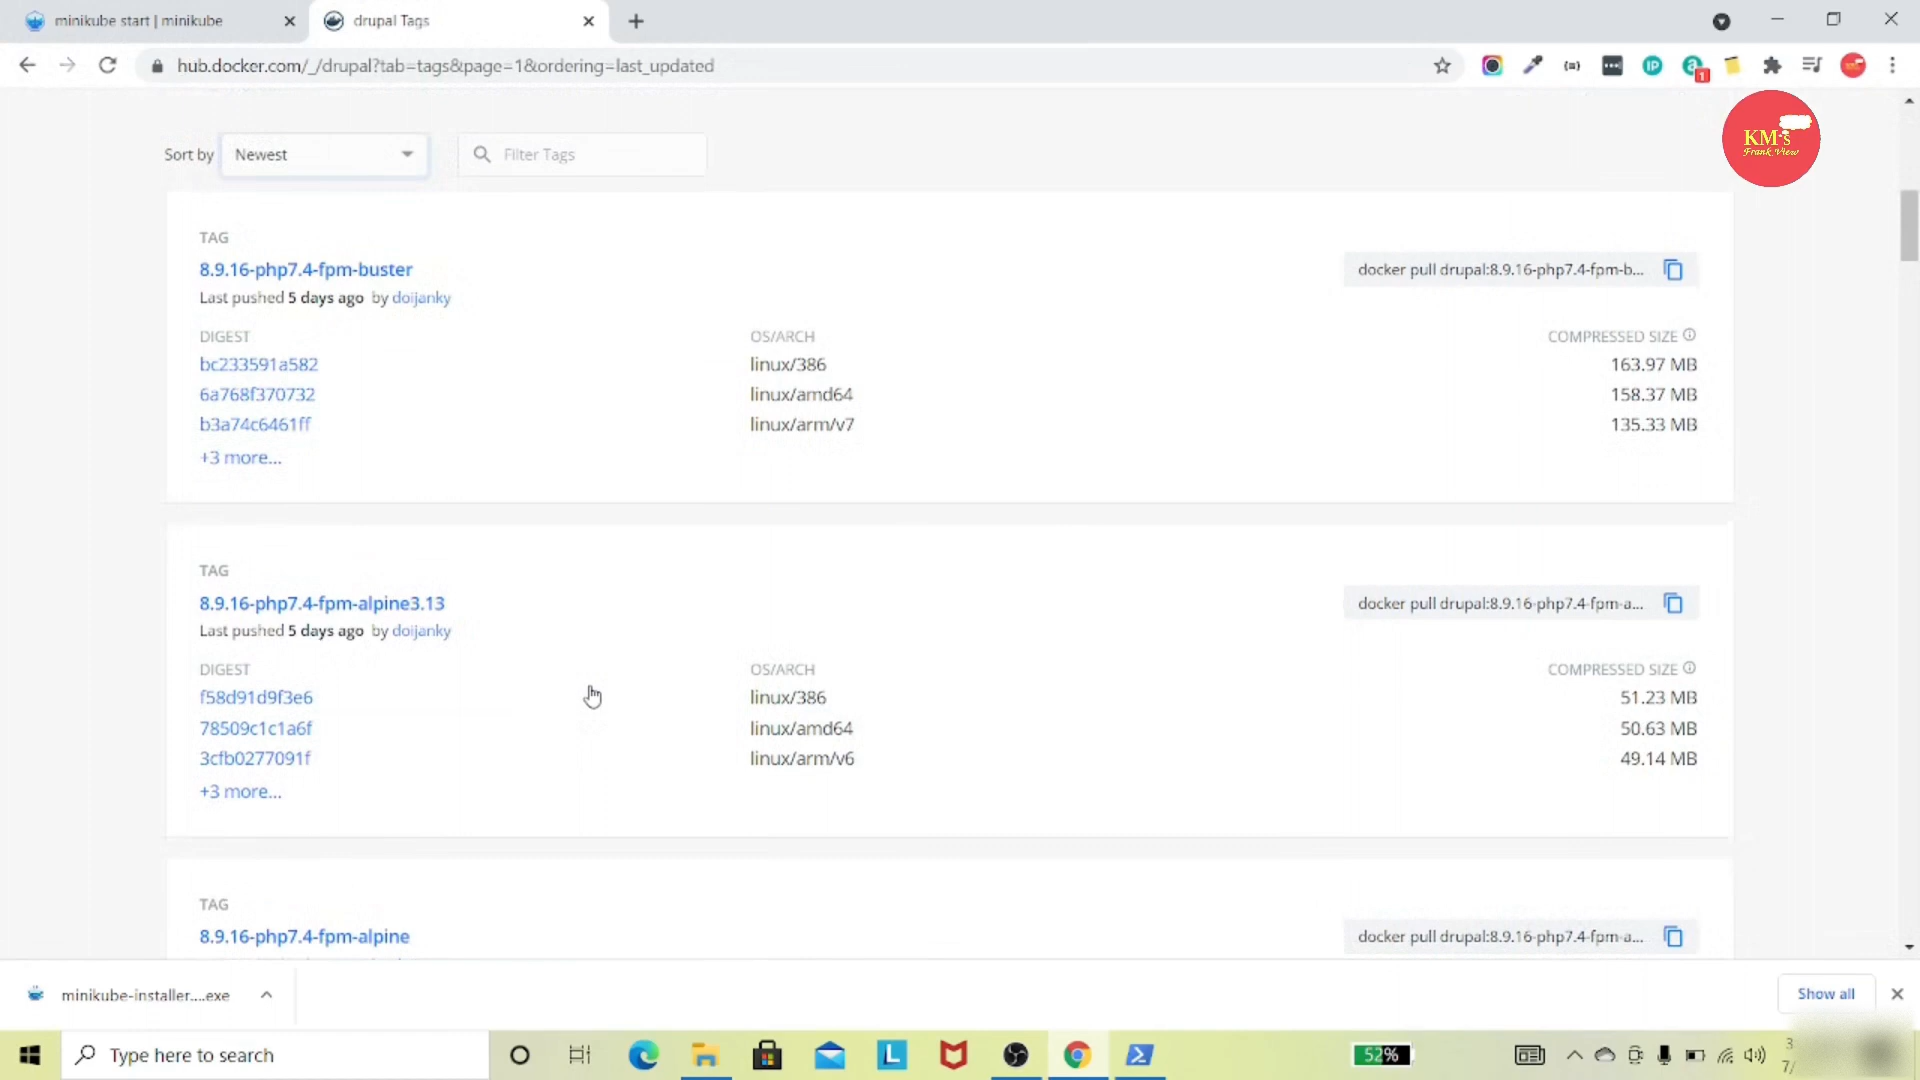 minikube start | minikube
drupal Tags
hub.docker.com/_/drupal?tab=tags&page=1&ordering=last_updated
1
KM's
Frank View
Sort by
Newest
Filter Tags
TAG
8.9.16-php7.4-fpm-buster
docker pull drupal:8.9.16-php7.4-fpm-b...
Last pushed 5 days ago by doijanky
DIGEST OS/ARCH COMPRESSED SIZE
bc233591a582 linux/386 163.97 MB
6a768f370732 linux/amd64 158.37 MB
b3a74c6461ff linux/arm/v7 135.33 MB
+3 more...
TAG
8.9.16-php7.4-fpm-alpine3.13
docker pull drupal:8.9.16-php7.4-fpm-a...
Last pushed 5 days ago by doijanky
DIGEST OS/ARCH COMPRESSED SIZE
f58d91d9f3e6 linux/386 51.23 MB
78509c1c1a6f linux/amd64 50.63 MB
3cfb0277091f linux/arm/v6 49.14 MB
+3 more...
TAG
8.9.16-php7.4-fpm-alpine
docker pull drupal:8.9.16-php7.4-fpm-a...
minikube-installer....exe
Show all
Type here to search
L
52%
3
7/